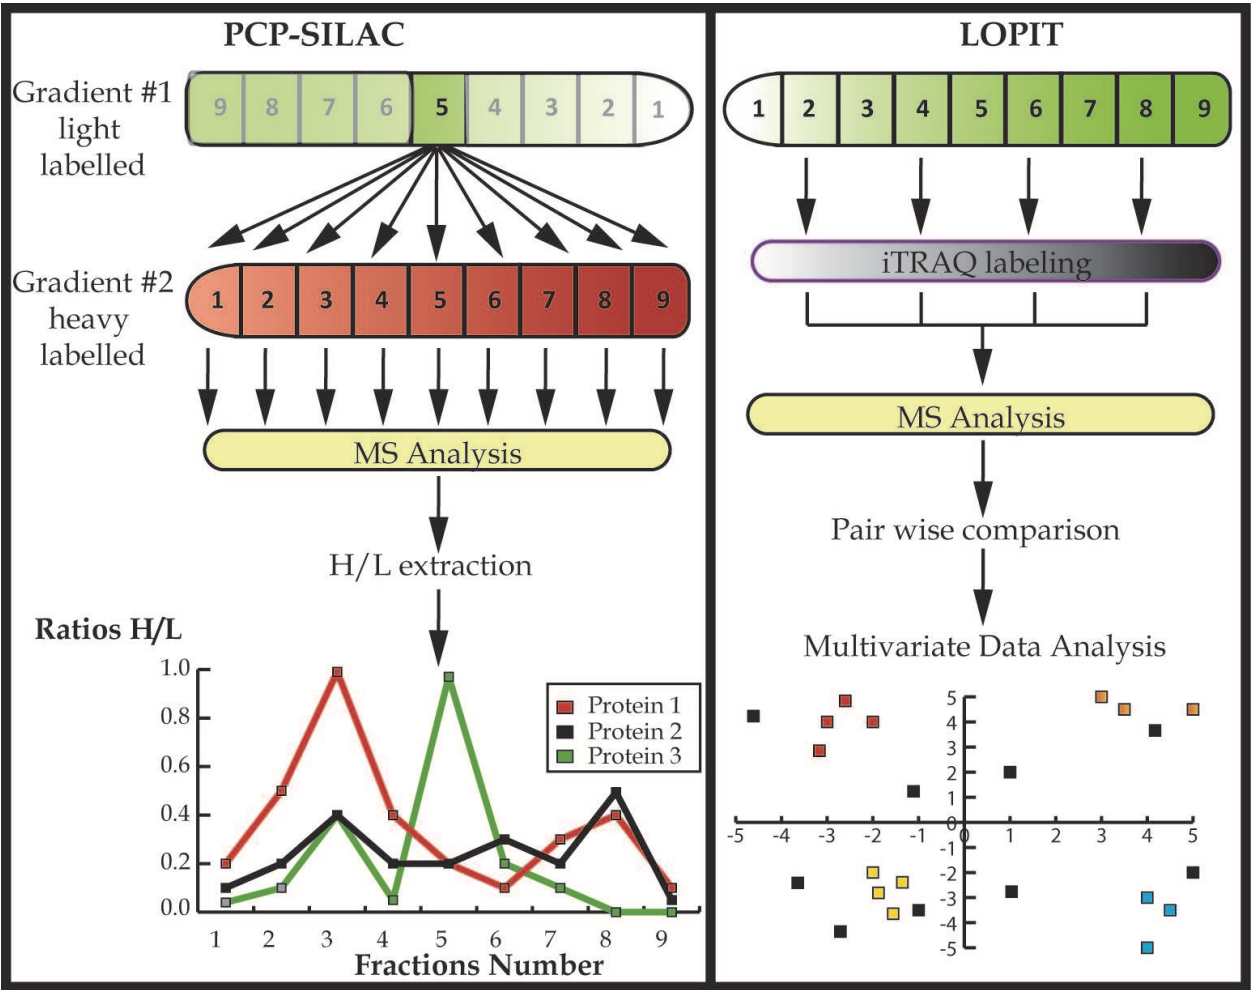 PCP-SILAC
Gradient #1
light
labelled
9 8 7 6 5 4 3 2 1
Gradient #2
heavy
labelled
1 2 3 4 5 6 7 8 9
MS Analysis
H/L extraction
Ratios H/L
1.0
0.8
0.6
0.4
0.2
0.0
Protein 1
Protein 2
Protein 3
1 2 3 4 5 6 7 8 9
Fractions Number
LOPIT
1 2 3 4 5 6 7 8 9
iTRAQ labeling
MS Analysis
Pair wise comparison
Multivariate Data Analysis
5
4
3
2
1
0
-5 -4 -3 -2 -1 0 1 2 3 4 5
-1
-2
-3
-4
-5